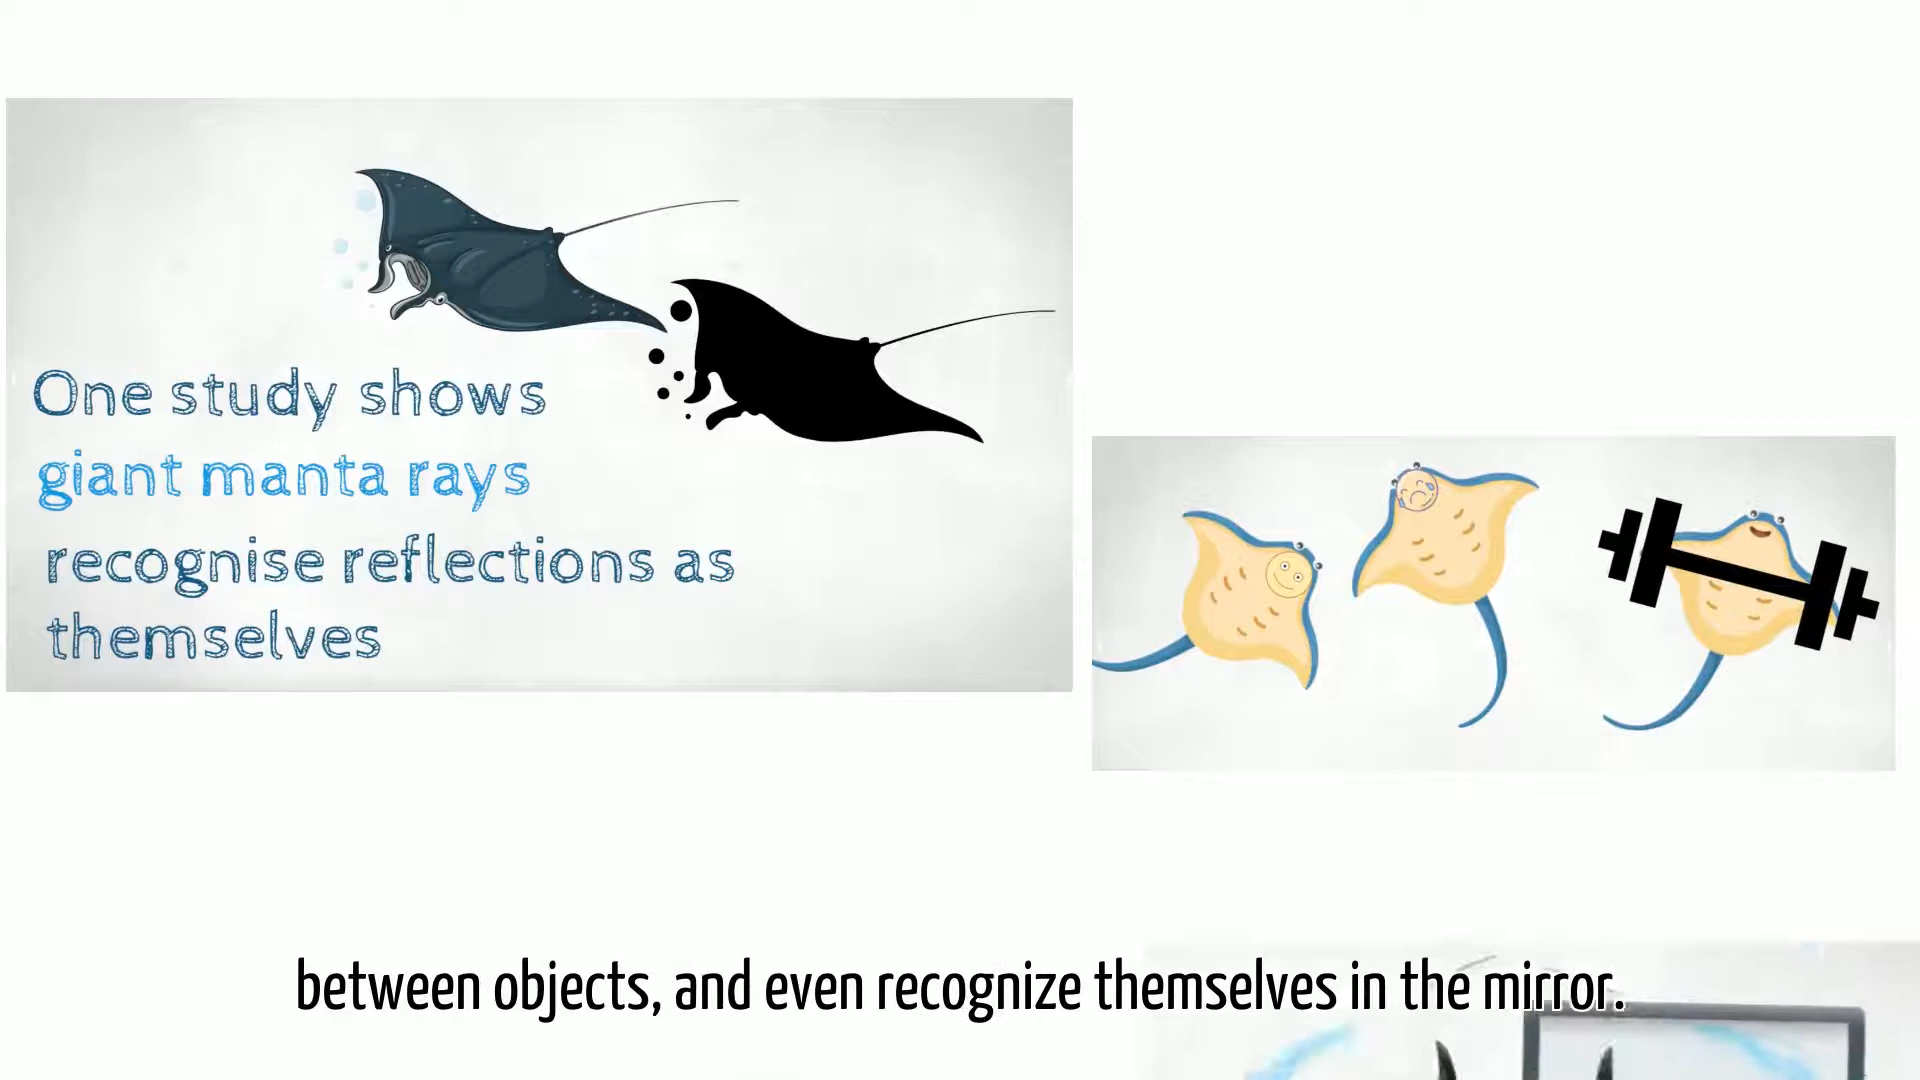 One study shows
giant manta rays
recognise reflections as
themselves
between objects, and even recognize themselves in the mirror.